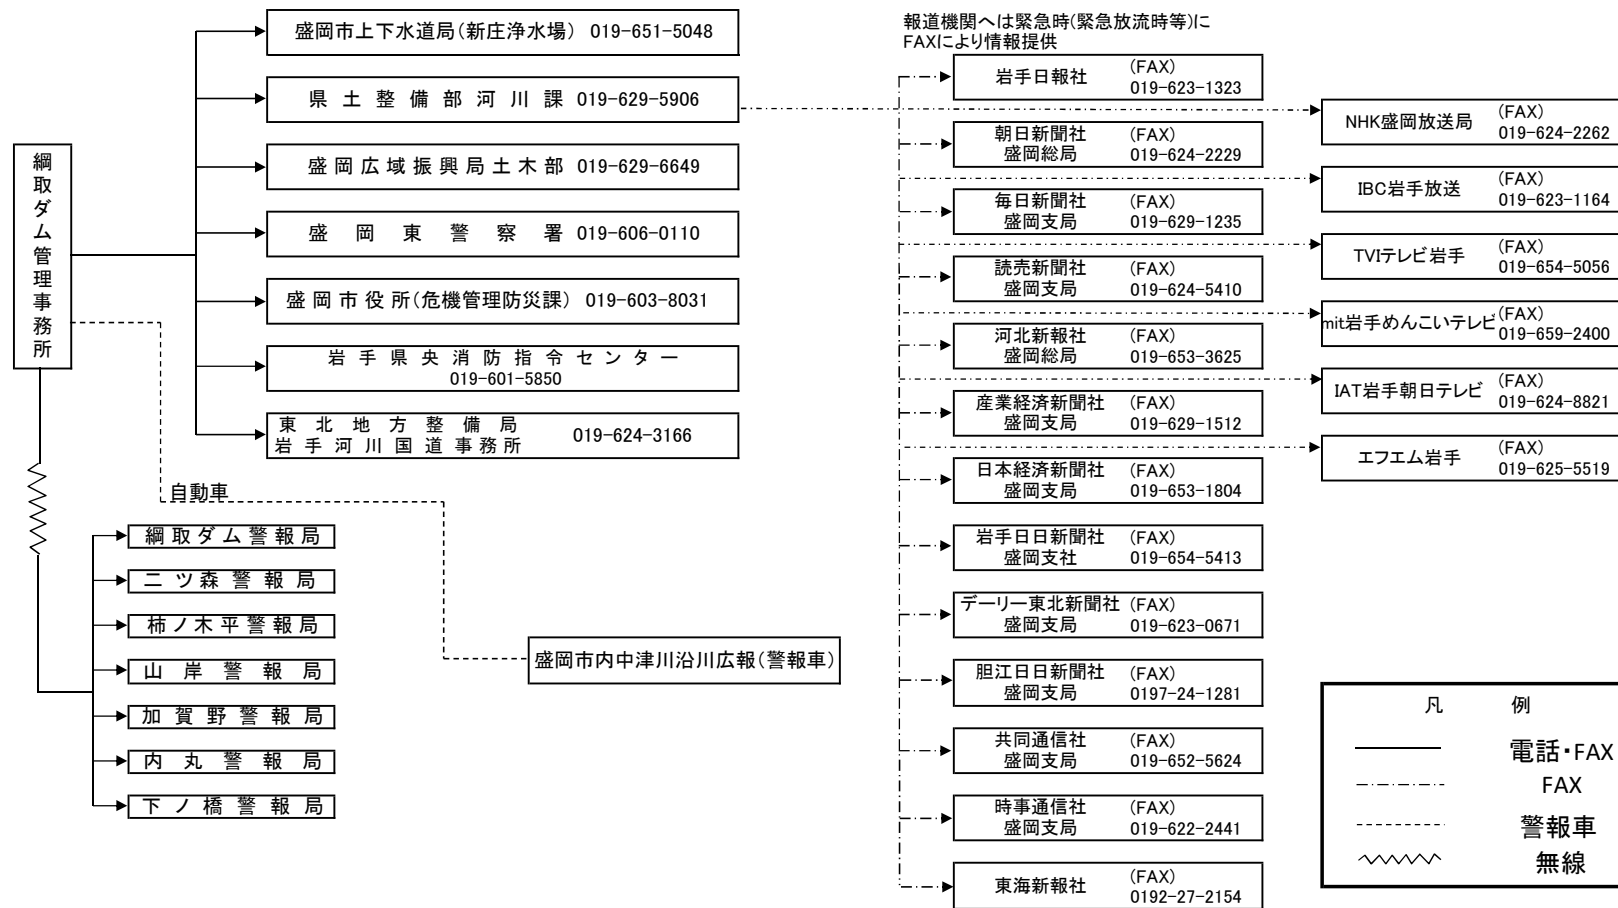 綱取ダム管理事務所
盛岡市上下水道局(新庄浄水場) 019-651-5048
県土整備部河川課 019-629-5906
盛岡広域振興局土木部 019-629-6649
盛岡東警察署 019-606-0110
盛岡市役所(危機管理防災課) 019-603-8031
岩手県央消防指令センター
019-601-5850
東北地方整備局
岩手河川国道事務所 019-624-3166
自動車
綱取ダム警報局
二ツ森警報局
柿ノ木平警報局
山岸警報局
加賀野警報局
内丸警報局
下ノ橋警報局
盛岡市内中津川沿川広報(警報車)
報道機関へは緊急時(緊急放流時等)に
FAXにより情報提供
岩手日報社 (FAX)
019-623-1323
朝日新聞社 (FAX)
盛岡総局 019-624-2229
毎日新聞社 (FAX)
盛岡支局 019-629-1235
読売新聞社 (FAX)
盛岡支局 019-624-5410
河北新報社 (FAX)
盛岡総局 019-653-3625
産業経済新聞社 (FAX)
盛岡支局 019-629-1512
日本経済新聞社 (FAX)
盛岡支局 019-653-1804
岩手日日新聞社 (FAX)
盛岡支社 019-654-5413
デーリー東北新聞社 (FAX)
盛岡支局 019-623-0671
胆江日日新聞社 (FAX)
盛岡支局 0197-24-1281
共同通信社 (FAX)
盛岡支局 019-652-5624
時事通信社 (FAX)
盛岡支局 019-622-2441
東海新報社 (FAX)
0192-27-2154
NHK盛岡放送局 (FAX)
019-624-2262
IBC岩手放送 (FAX)
019-623-1164
TVIテレビ岩手 (FAX)
019-654-5056
mit岩手めんこいテレビ (FAX)
019-659-2400
IAT岩手朝日テレビ (FAX)
019-624-8821
エフエム岩手 (FAX)
019-625-5519
凡 例
電話・FAX
FAX
警報車
無線